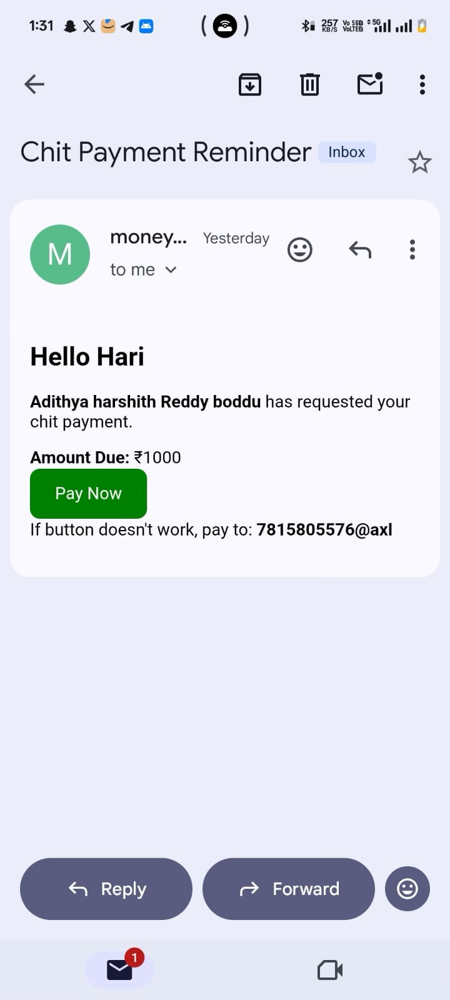 1:31
257 KB/S Vo 5G VoLTE 5G
Chit Payment Reminder Inbox
M
money... Yesterday
to me
Hello Hari
Adithya harshith Reddy boddu has requested your
chit payment.
Amount Due: ₹1000
Pay Now
If button doesn't work, pay to: 7815805576@axl
Reply
Forward
1